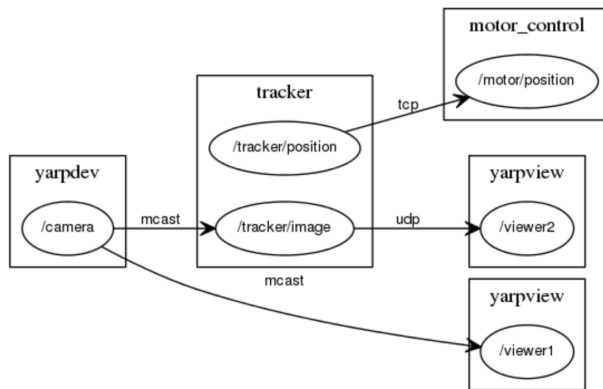 motor_control
/motor/position
tracker
tcp
/tracker/position
yarpdev
yarpview
/camera
mcast
/tracker/image
udp
/viewer2
mcast
yarpview
/viewer1